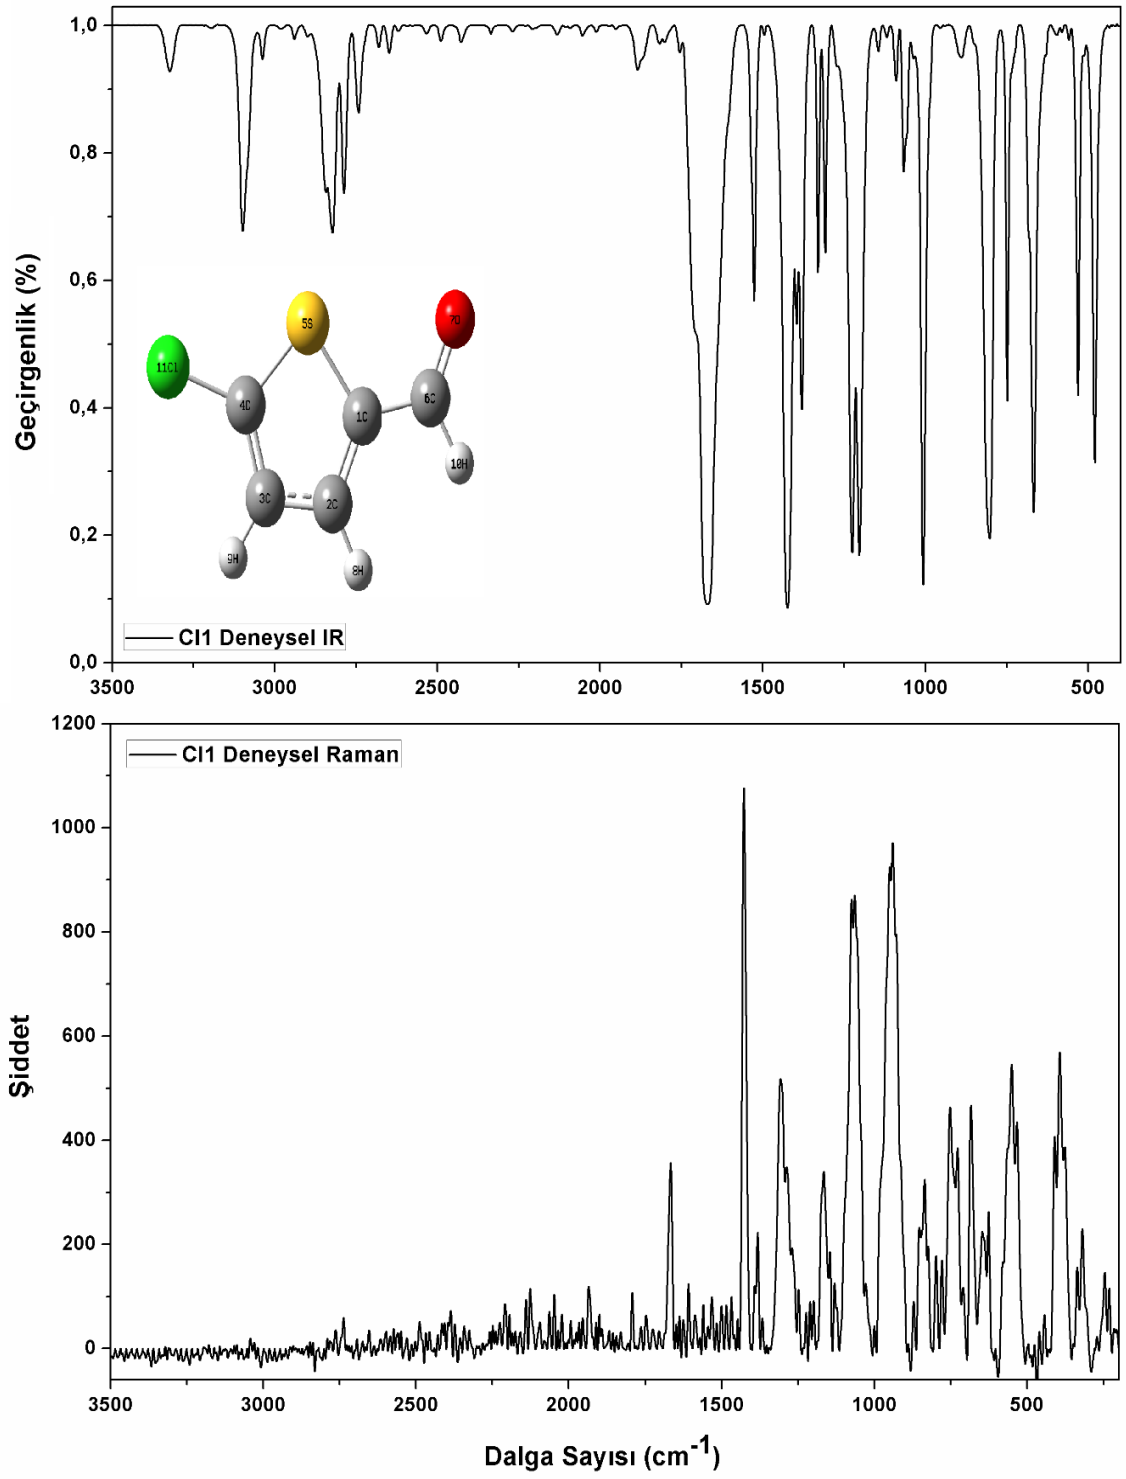 1,0
0,8
0,6
0,4
0,2
0,0
Geçirgenlik (%)
5S
7O
11Cl
4C
1C
6C
10H
3C
2C
9H
8H
Cl1 Deneysel IR
3500 3000 2500 2000 1500 1000 500
1200
1000
800
600
400
200
0
Şiddet
Cl1 Deneysel Raman
3500 3000 2500 2000 1500 1000 500
Dalga Sayısı (cm-1)